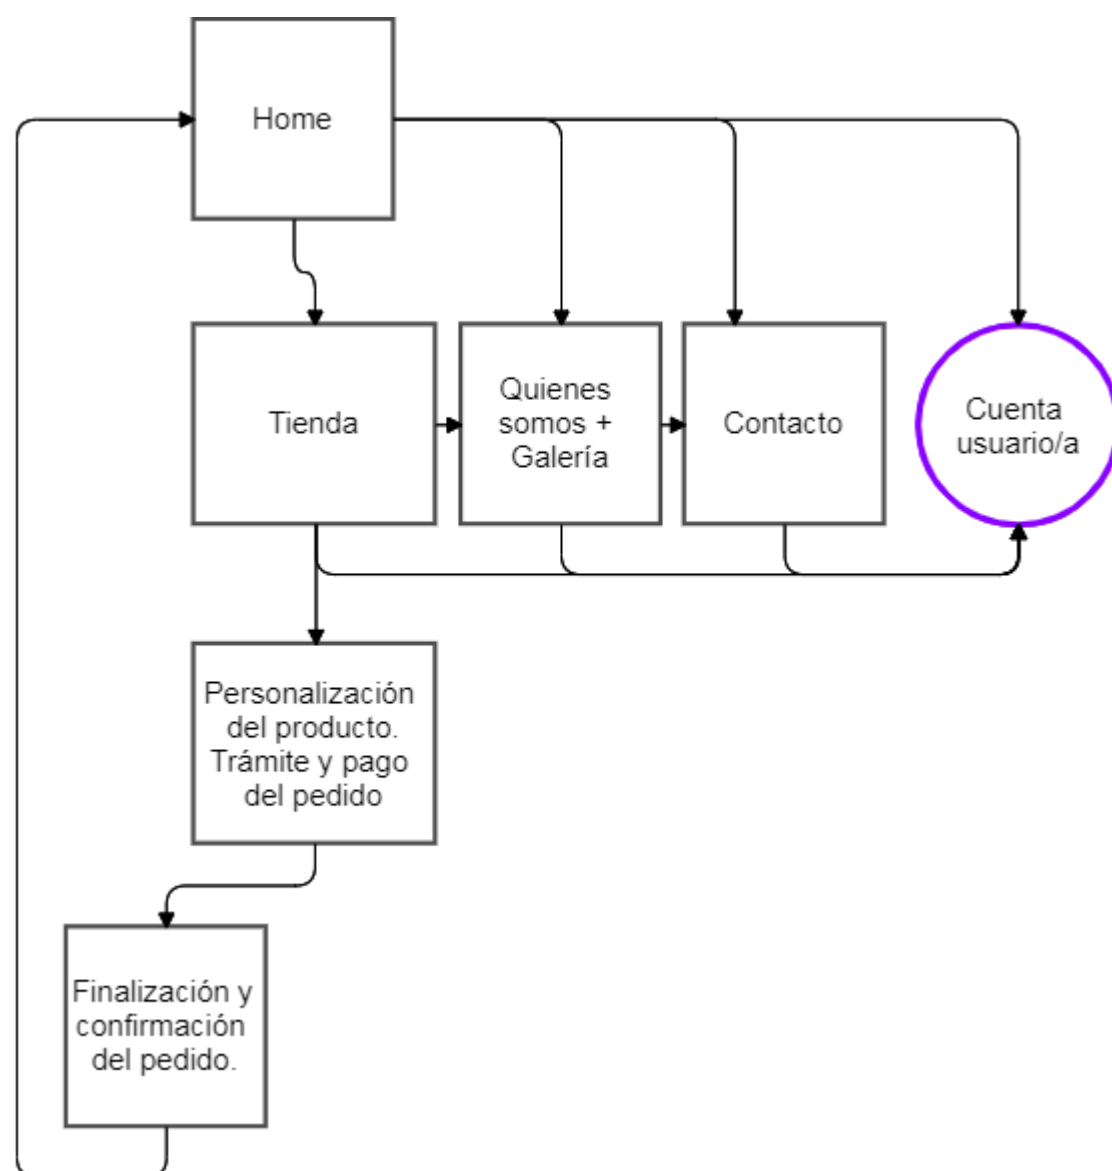 Home
Tienda
Quienes
somos +
Galería
Contacto
Cuenta
usuario/a
Personalización
del producto.
Trámite y pago
del pedido
Finalización y
confirmación
del pedido.